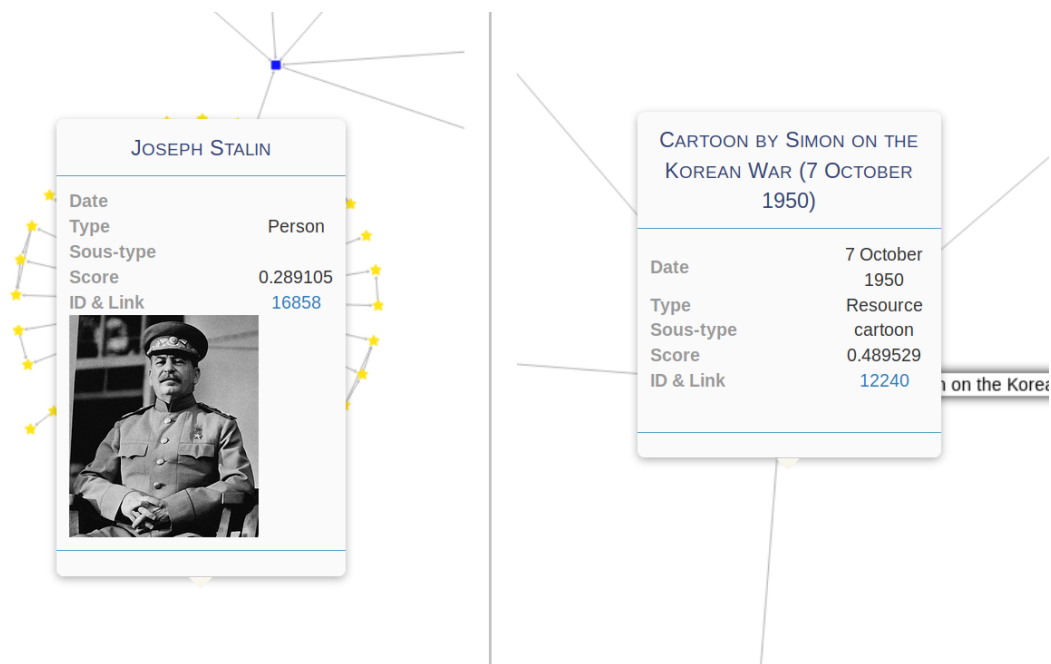 JOSEPH STALIN
Date
Type Person
Sous-type
Score 0.289105
ID & Link 16858
CARTOON BY SIMON ON THE
KOREAN WAR (7 OCTOBER
1950)
Date 7 October
1950
Type Resource
Sous-type cartoon
Score 0.489529
ID & Link 12240
on the Korea